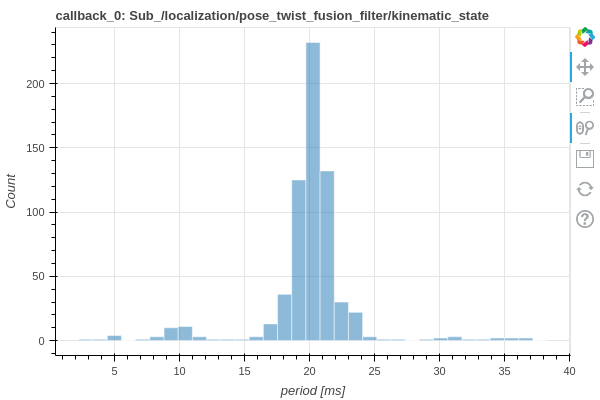 callback_0: Sub_/localization/pose_twist_fusion_filter/kinematic_state
200
150
100
50
0
Count
5 10 15 20 25 30 35 40
period [ms]